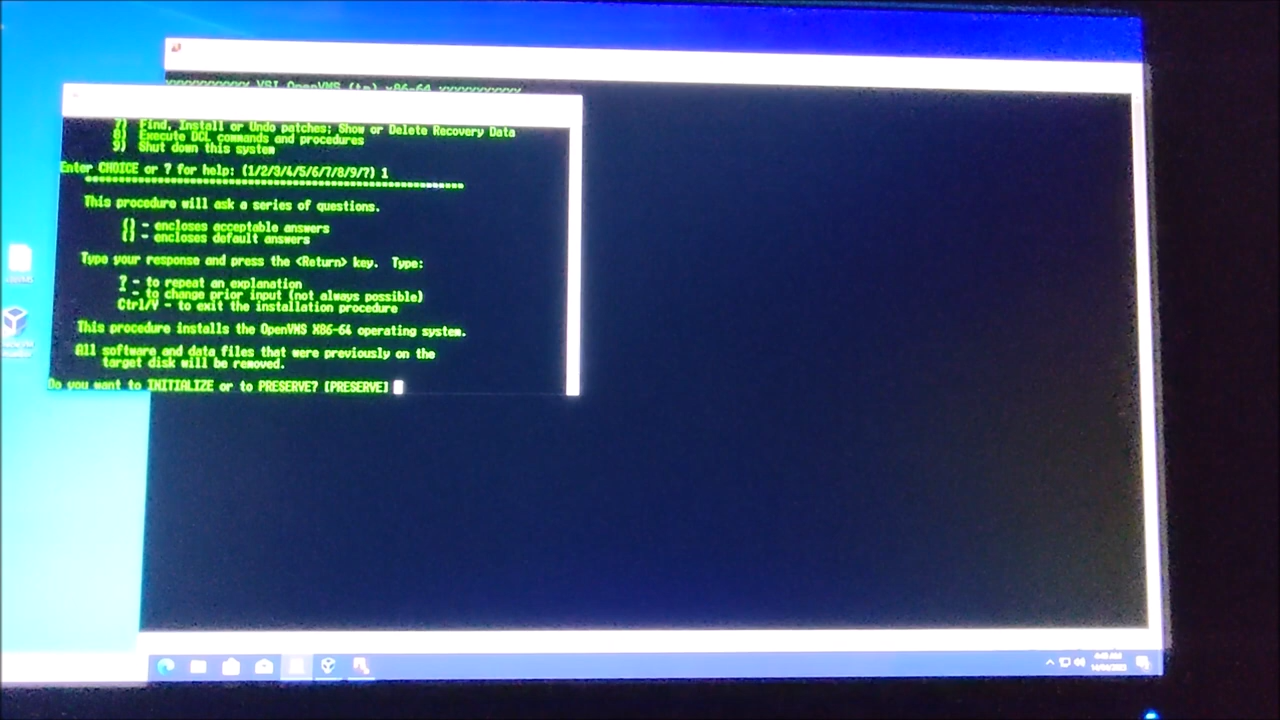 VSI OpenVMS (tm) x86-64
7) Find, Install or Undo patches; Show or Delete Recovery Data
8) Execute DCL commands and procedures
9) Shut down this system
Enter CHOICE or ? for help: (1/2/3/4/5/6/7/8/9/?) 1
This procedure will ask a series of questions.
() - encloses acceptable answers
[] - encloses default answers
Type your response and press the <Return> key. Type:
? - to repeat an explanation
^ - to change prior input (not always possible)
Ctrl/Y - to exit the installation procedure
This procedure installs the OpenVMS X86-64 operating system.
All software and data files that were previously on the
target disk will be removed.
Do you want to INITIALIZE or to PRESERVE? [PRESERVE]